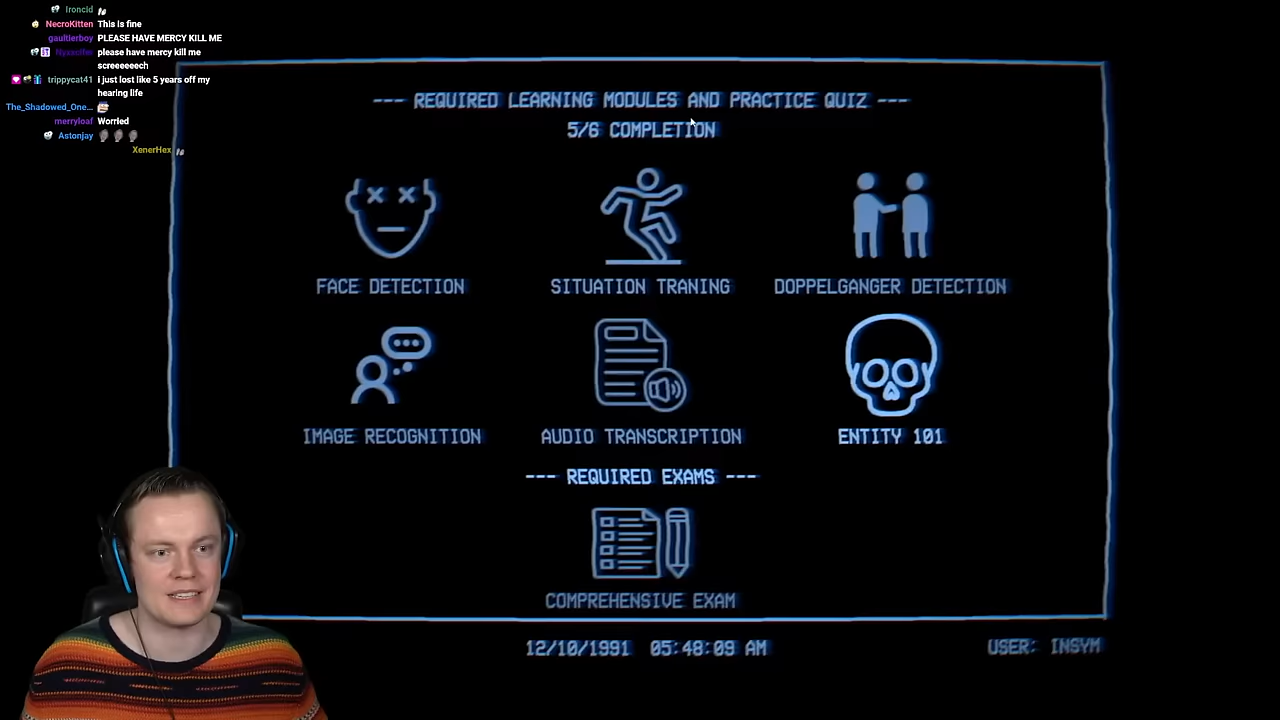 Ironcid
NecroKitten This is fine
gaultierboy PLEASE HAVE MERCY KILL ME
please have mercy kill me
screeeeeech
trippycat41 i just lost like 5 years off my
hearing life
The_Shadowed_One...
merryloaf Worried
Astonjay
XenerHex
--- REQUIRED LEARNING MODULES AND PRACTICE QUIZ ---
5/6 COMPLETION
FACE DETECTION
SITUATION TRANING
DOPPELGANGER DETECTION
IMAGE RECOGNITION
AUDIO TRANSCRIPTION
ENTITY 101
--- REQUIRED EXAMS ---
COMPREHENSIVE EXAM
12/10/1991 05:48:09 AM
USER: INSYM